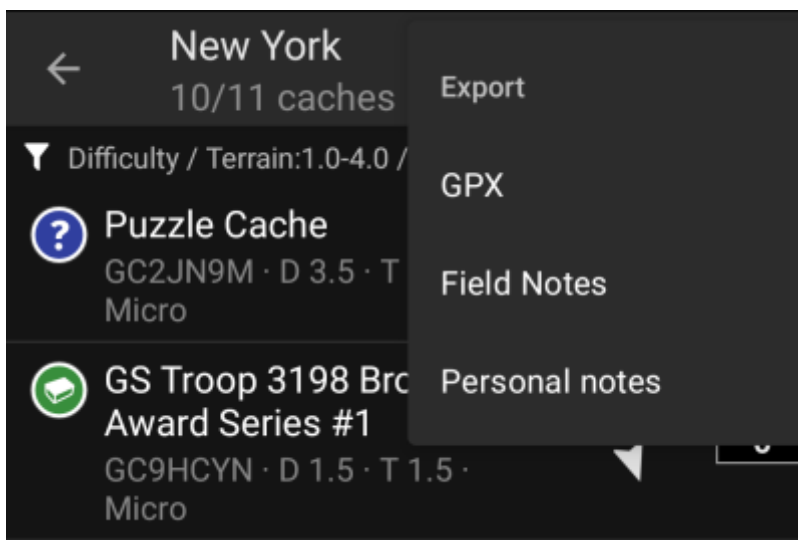 New York
10/11 caches
Difficulty / Terrain:1.0-4.0 /
?
Puzzle Cache
GC2JN9M · D 3.5 · T
Micro
GS Troop 3198 Bro
Award Series #1
GC9HCYN · D 1.5 · T 1.5 ·
Micro
Export
GPX
Field Notes
Personal notes